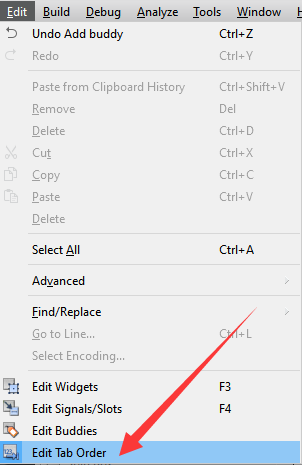 Edit Build Debug Analyze Tools Window H
Undo Add buddy Ctrl+Z
Redo Ctrl+Y
Paste from Clipboard History Ctrl+Shift+V
Remove Del
Delete Ctrl+D
Cut Ctrl+X
Copy Ctrl+C
Paste Ctrl+V
Delete
Select All Ctrl+A
Advanced
Find/Replace
Go to Line... Ctrl+L
Select Encoding...
Edit Widgets F3
Edit Signals/Slots F4
Edit Buddies
Edit Tab Order